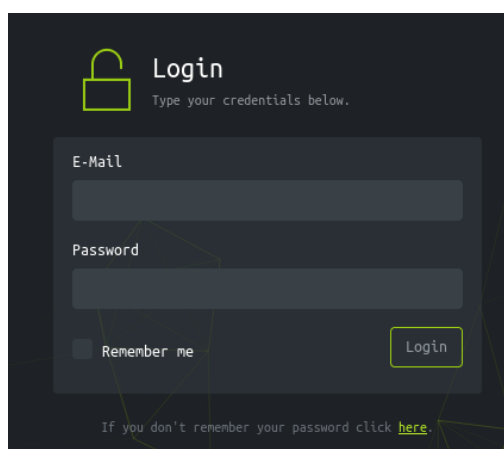 Login
Type your credentials below.
E-Mail
Password
Remember me
Login
If you don't remember your password click here.